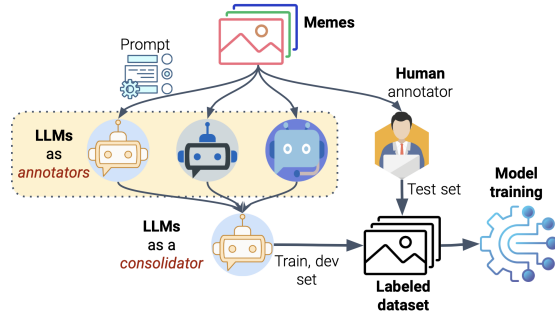 Memes
Prompt
Human
annotator
LLMs
as
annotators
Test set
Model
training
LLMs
as a
consolidator
Train, dev
set
Labeled
dataset